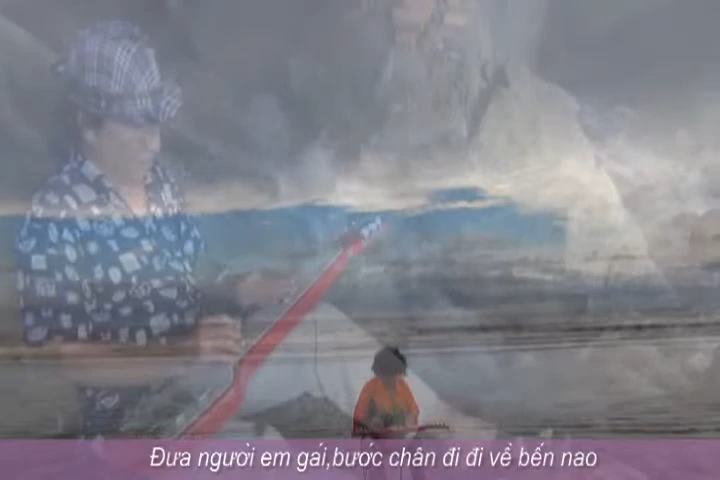 Đưa người em gái,bước chân đi đi về bến nao